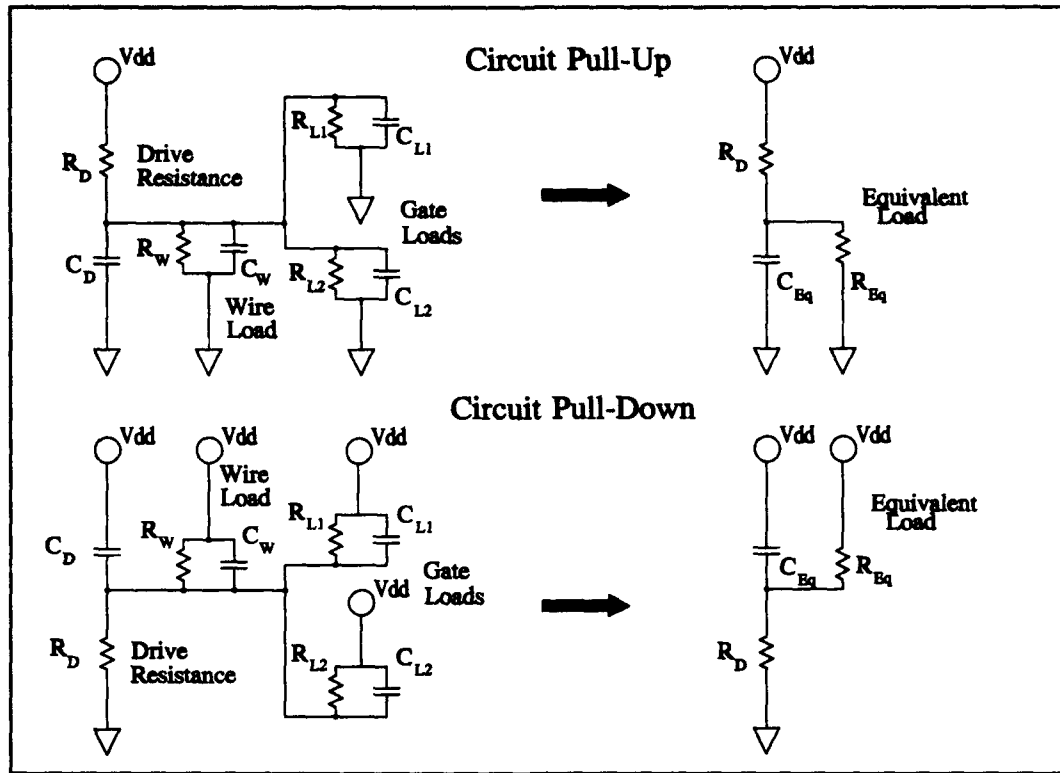 Circuit Pull-Up
Vdd
R_D
Drive
Resistance
C_D
R_W
C_W
Wire
Load
R_L1
C_L1
Gate
Loads
R_L2
C_L2
Vdd
R_D
Equivalent
Load
C_Eq
R_Eq
Circuit Pull-Down
Vdd
Vdd
Wire
Load
Vdd
C_D
R_W
C_W
R_L1
C_L1
Gate
Loads
Vdd
R_D
Drive
Resistance
R_L2
C_L2
Vdd
Vdd
Equivalent
Load
C_Eq
R_Eq
R_D